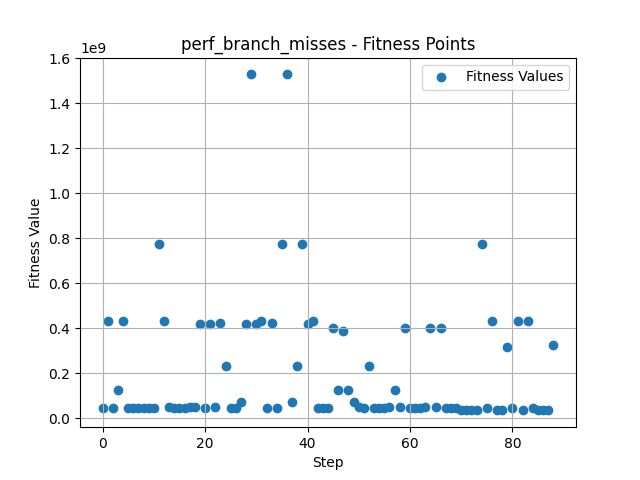 perf_branch_misses - Fitness Points
1e9
Fitness Values
1.6
1.4
1.2
1.0
0.8
0.6
0.4
0.2
0.0
Fitness Value
0 20 40 60 80
Step